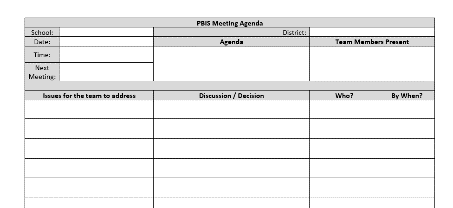 PBIS Meeting Agenda
School: District:
Date: Agenda Team Members Present
Time:
Next
Meeting:
Issues for the team to address Discussion / Decision Who? By When?